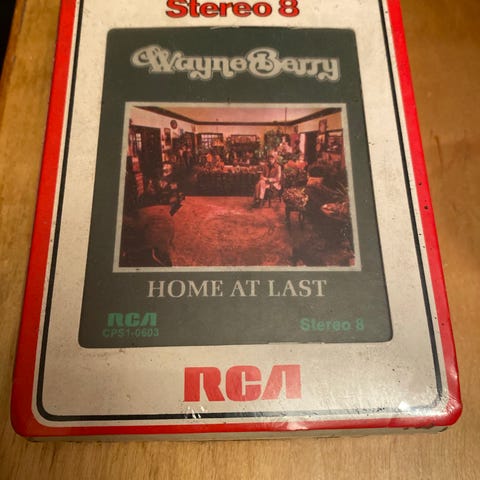 Stereo 8
Wayne Berry
HOME AT LAST
RCA
CPS1-0603
Stereo 8
RCA